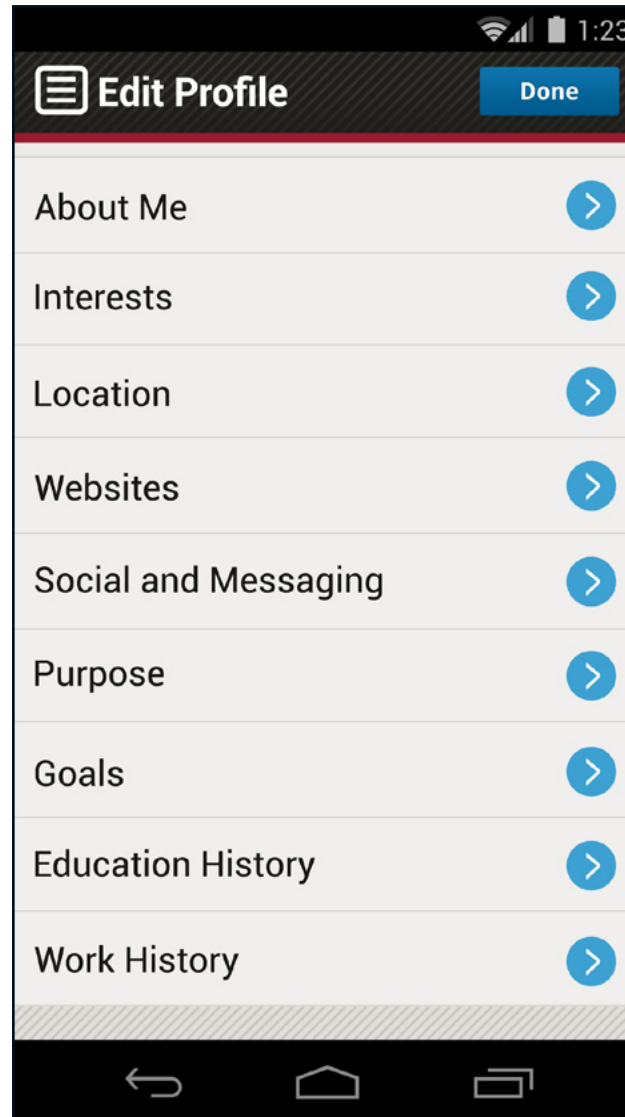 1:23
Edit Profile
Done
About Me
Interests
Location
Websites
Social and Messaging
Purpose
Goals
Education History
Work History